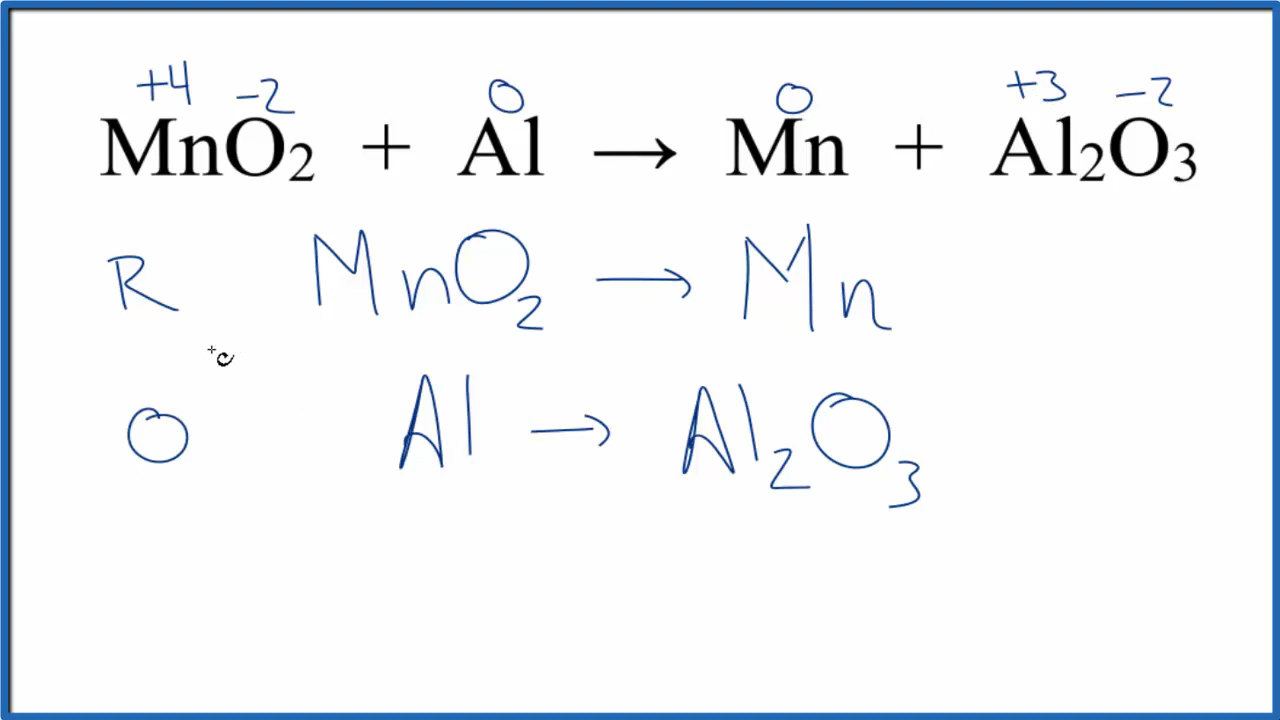 +4 -2 0 0 +3 -2
MnO₂ + Al → Mn + Al₂O₃
R MnO₂ → Mn
O Al → Al₂O₃